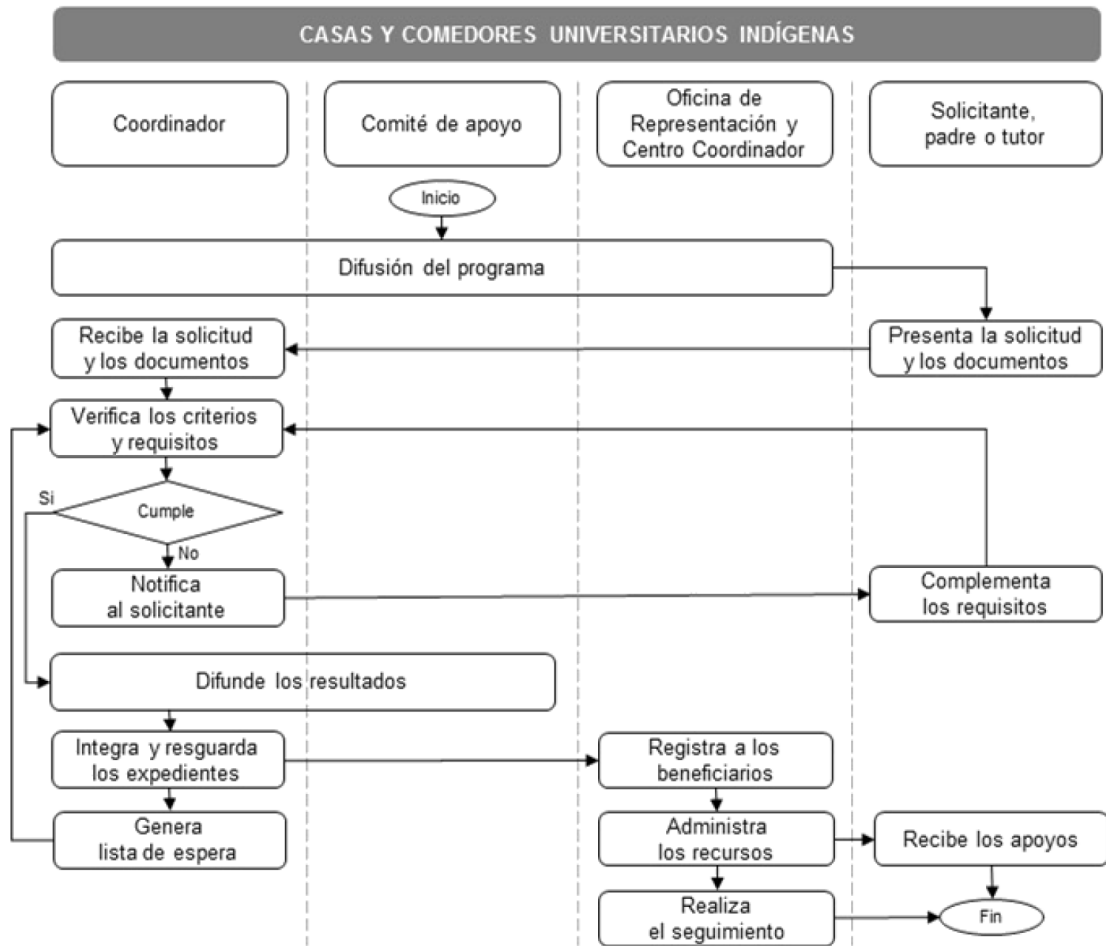 CASAS Y COMEDORES UNIVERSITARIOS INDÍGENAS
Coordinador
Comité de apoyo
Oficina de
Representación y
Centro Coordinador
Solicitante,
padre o tutor
Inicio
Difusión del programa
Recibe la solicitud
y los documentos
Presenta la solicitud
y los documentos
Verifica los criterios
y requisitos
Si
Cumple
No
Notifica
al solicitante
Complementa
los requisitos
Difunde los resultados
Integra y resguarda
los expedientes
Registra a los
beneficiarios
Genera
lista de espera
Administra
los recursos
Recibe los apoyos
Realiza
el seguimiento
Fin